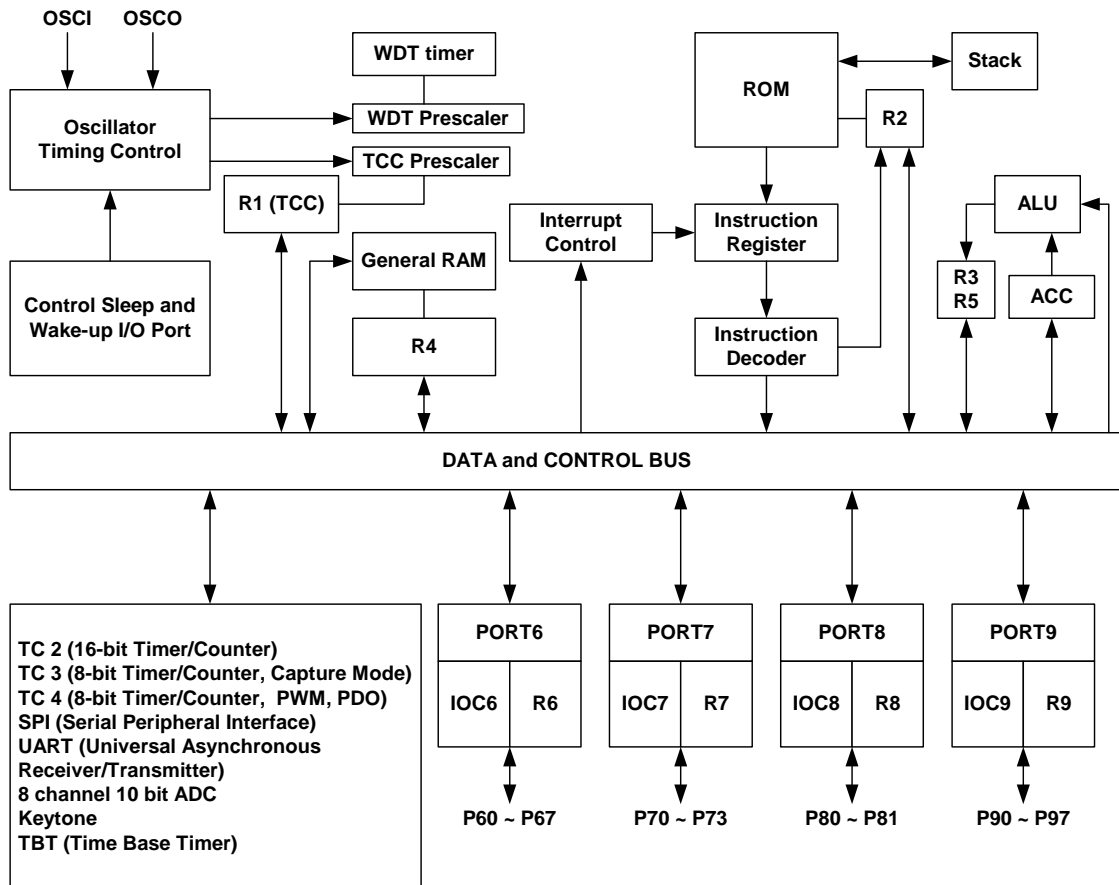 OSCI
OSCO
WDT timer
WDT Prescaler
TCC Prescaler
Oscillator
Timing Control
R1 (TCC)
General RAM
R4
Control Sleep and
Wake-up I/O Port
ROM
Stack
R2
Interrupt
Control
Instruction
Register
Instruction
Decoder
ALU
R3
R5
ACC
DATA and CONTROL BUS
TC 2 (16-bit Timer/Counter)
TC 3 (8-bit Timer/Counter, Capture Mode)
TC 4 (8-bit Timer/Counter, PWM, PDO)
SPI (Serial Peripheral Interface)
UART (Universal Asynchronous
Receiver/Transmitter)
8 channel 10 bit ADC
Keytone
TBT (Time Base Timer)
PORT6
IOC6
R6
P60 ~ P67
PORT7
IOC7
R7
P70 ~ P73
PORT8
IOC8
R8
P80 ~ P81
PORT9
IOC9
R9
P90 ~ P97